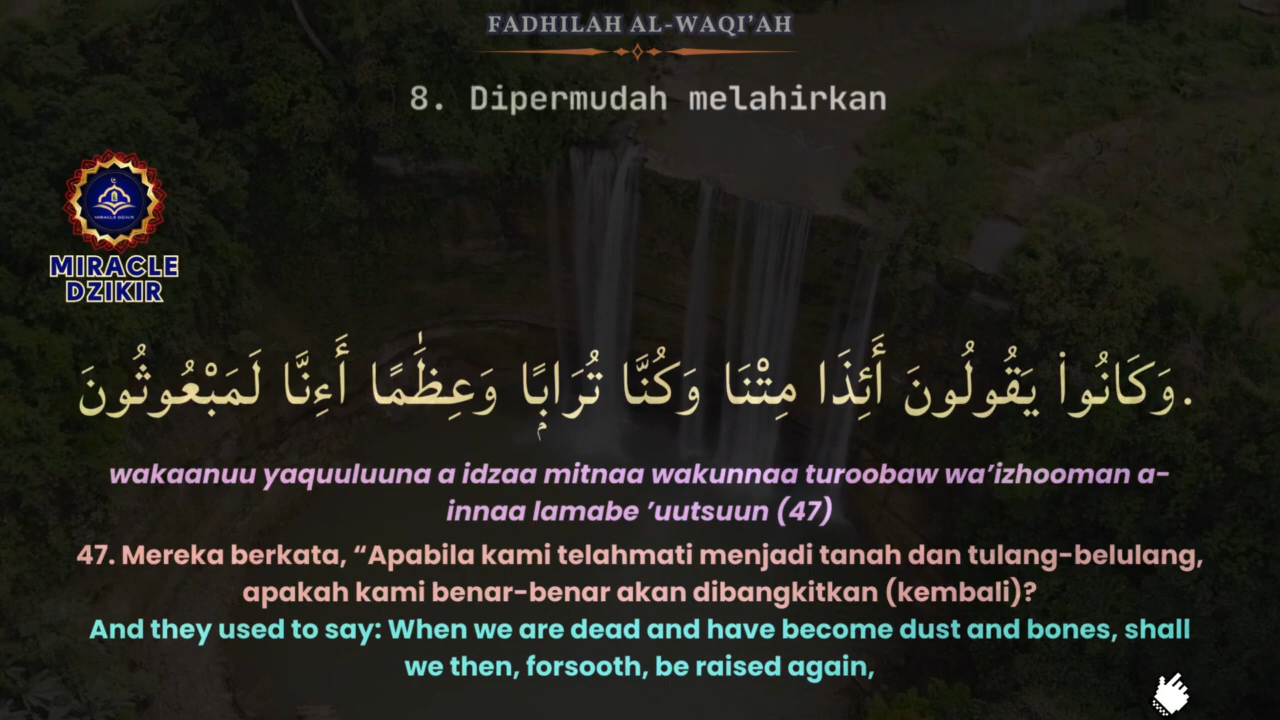 FADHILAH AL-WAQI’AH
8. Dipermudah melahirkan
MIRACLE DZIKIR
MIRACLE
DZIKIR
.وَكَانُوا۟ يَقُولُونَ أَئِذَا مِتْنَا وَكُنَّا تُرَابًۭا وَعِظَٰمًا أَءِنَّا لَمَبْعُوثُونَ
wakaanuu yaquuluuna a idzaa mitnaa wakunnaa turoobaw wa’izhooman a-
innaa lamabe ’uutsuun (47)
47. Mereka berkata, “Apabila kami telahmati menjadi tanah dan tulang-belulang,
apakah kami benar-benar akan dibangkitkan (kembali)?
And they used to say: When we are dead and have become dust and bones, shall
we then, forsooth, be raised again,